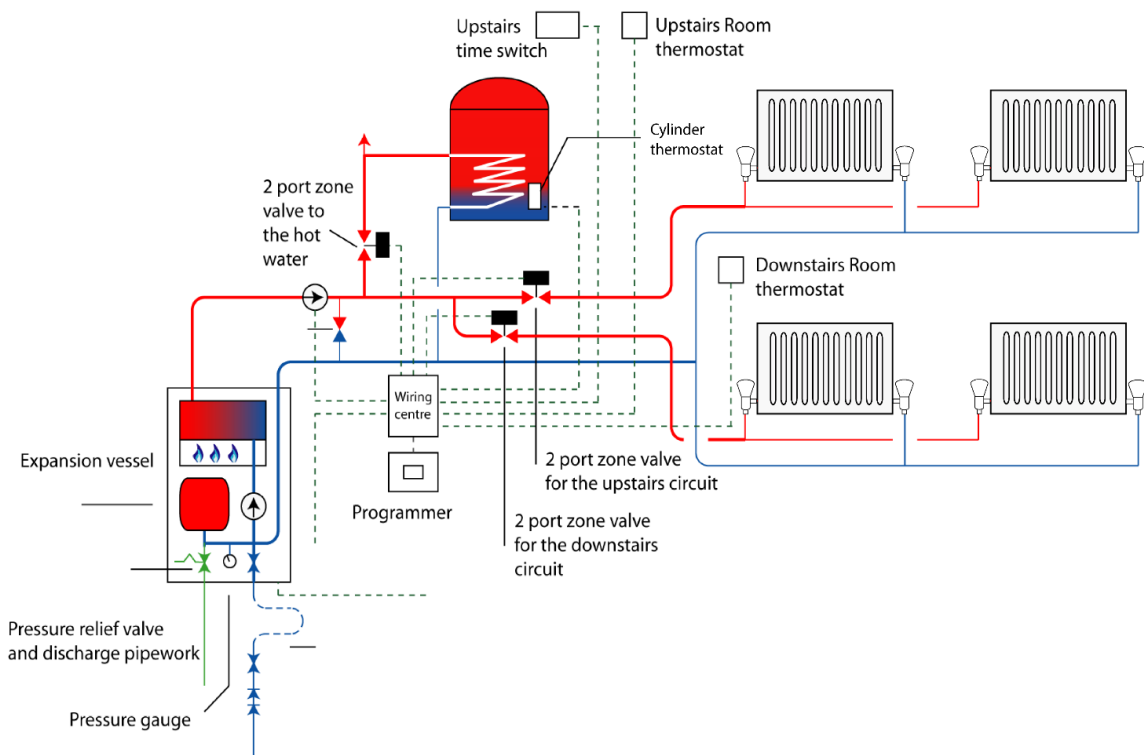 Upstairs
time switch
Upstairs Room
thermostat
Cylinder
thermostat
2 port zone
valve to
the hot
water
Downstairs Room
thermostat
Wiring
centre
Expansion vessel
2 port zone valve
for the upstairs circuit
Programmer
2 port zone valve
for the downstairs
circuit
Pressure relief valve
and discharge pipework
Pressure gauge